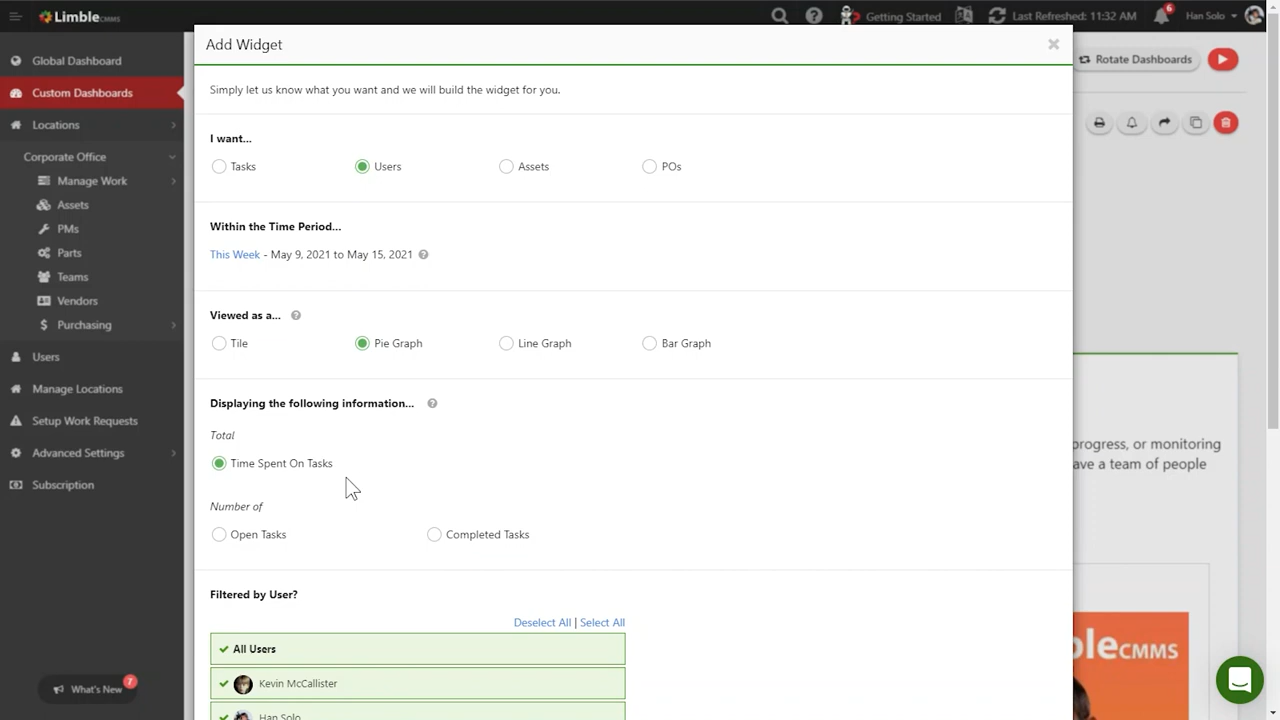 Limble CMMS
Getting Started
Last Refreshed: 11:32 AM
6
Han Solo
Add Widget
Global Dashboard
Custom Dashboards
Locations
Corporate Office
Manage Work
Assets
PMs
Parts
Teams
Vendors
Purchasing
Users
Manage Locations
Setup Work Requests
Advanced Settings
Subscription
What's New
7
Rotate Dashboards
Simply let us know what you want and we will build the widget for you.
I want...
Tasks Users Assets POs
Within the Time Period...
This Week - May 9, 2021 to May 15, 2021
Viewed as a...
Tile Pie Graph Line Graph Bar Graph
Displaying the following information...
Total
Time Spent On Tasks
Number of
Open Tasks Completed Tasks
Filtered by User?
Deselect All | Select All
All Users
Kevin McCallister
Han Solo
progress, or monitoring
ave a team of people
ble CMMS